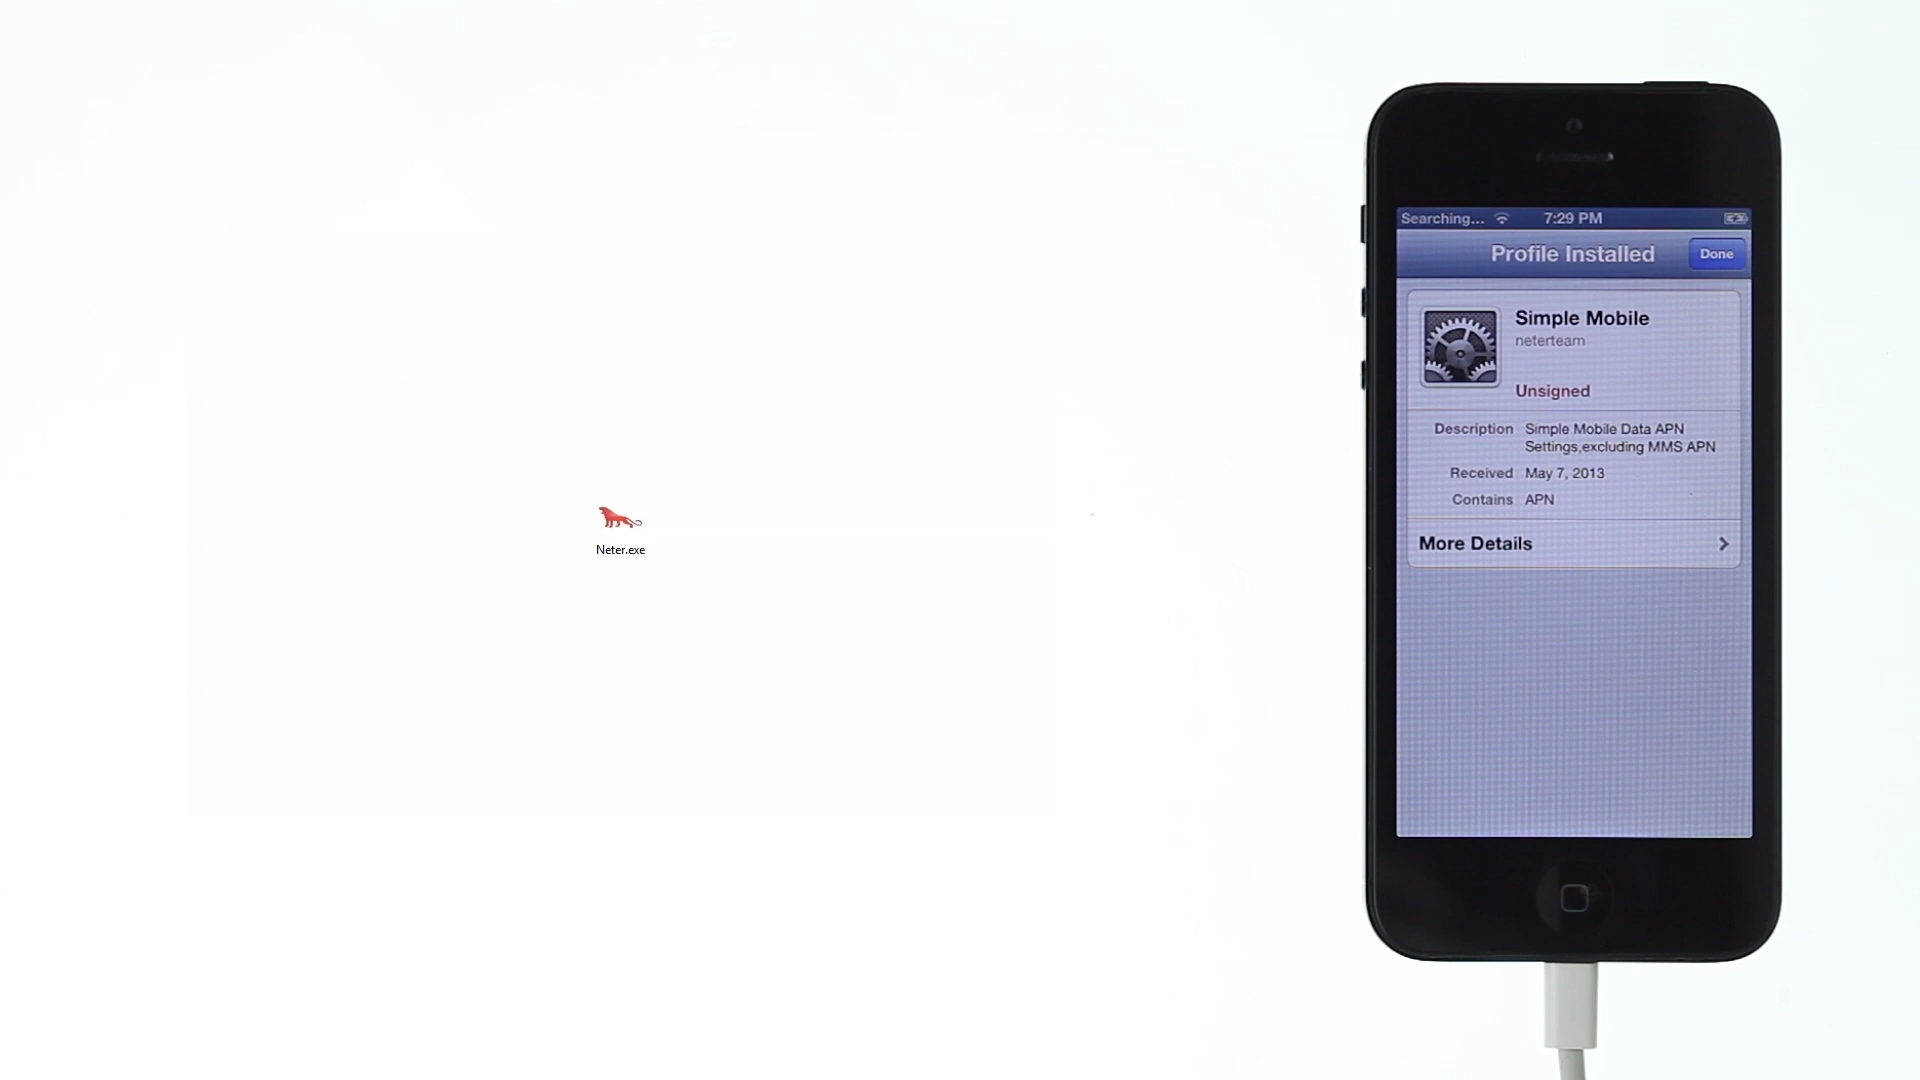 Searching... 7:29 PM
Profile Installed Done
Simple Mobile
neterteam
Unsigned
Description Simple Mobile Data APN
Settings,excluding MMS APN
Received May 7, 2013
Contains APN
More Details
Neter.exe